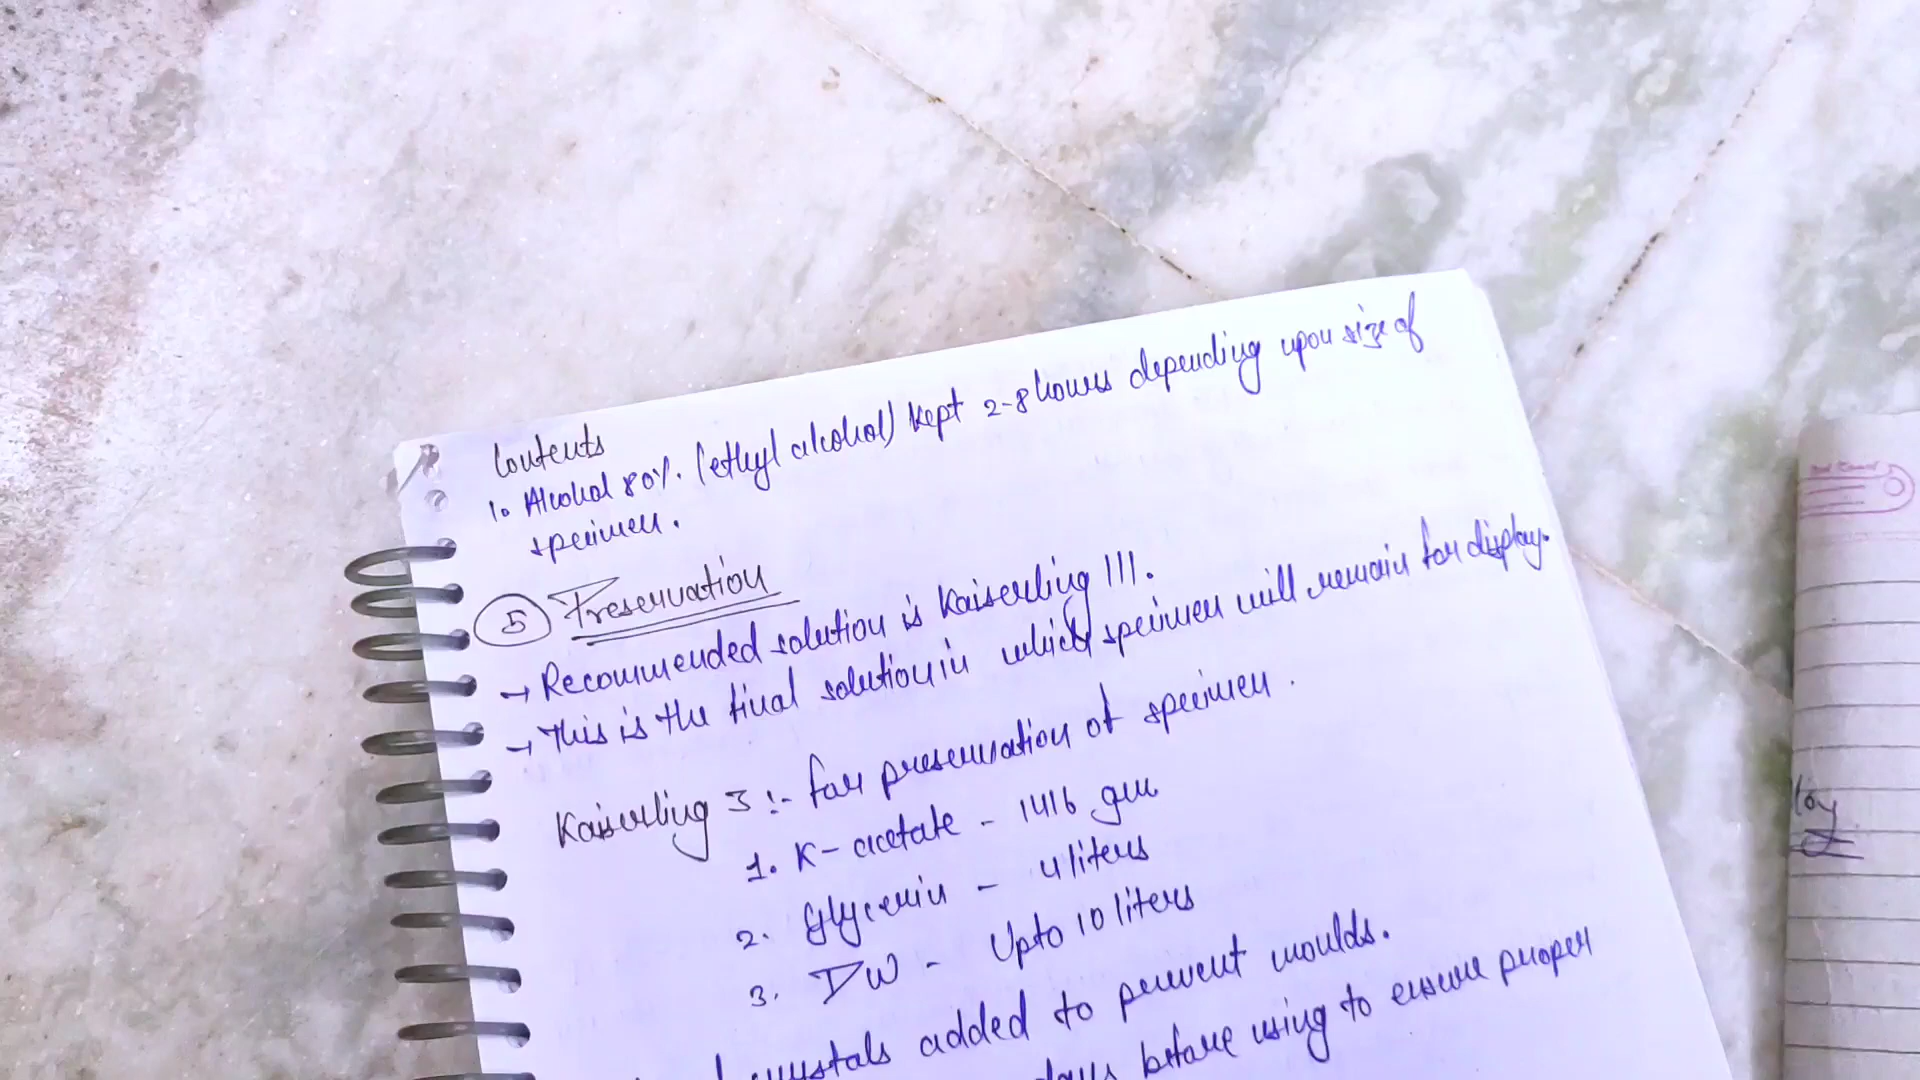 Contents
1. Alcohol 80%. (ethyl alcohol) kept 2-8 hours depending upon size of
specimen.
5 Preservation
→ Recommended solution is Kaiserling III.
→ This is the final solution in which specimen will remain for display.
Kaiserling 3 :- for preservation of specimen.
1. K-acetate - 1416 gm
2. Glycerin - 4 liters
3. DW - Upto 10 liters
crystals added to prevent moulds.
days before using to ensure proper